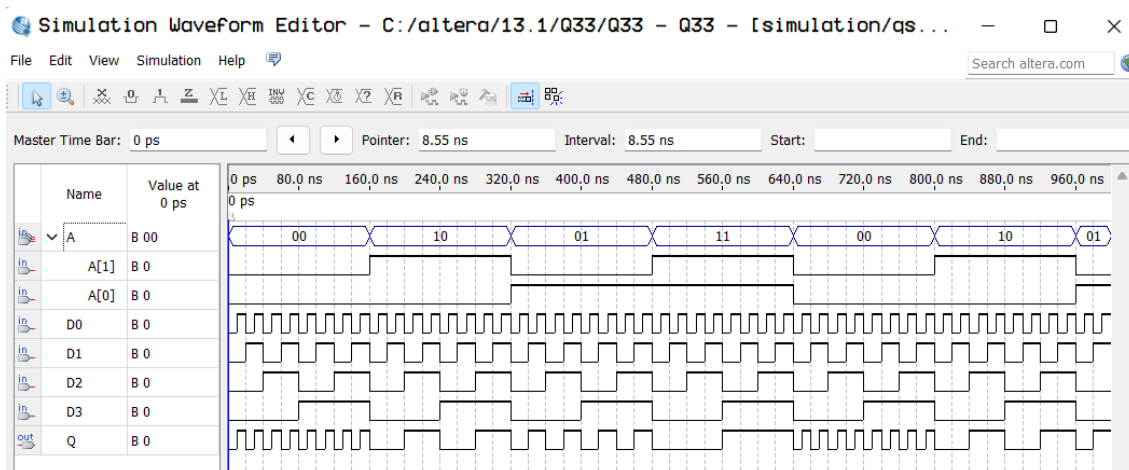 Simulation Waveform Editor - C:/altera/13.1/Q33/Q33 - Q33 - [simulation/qs...
File Edit View Simulation Help
Search altera.com
Master Time Bar: 0 ps Pointer: 8.55 ns Interval: 8.55 ns Start: End:
Name Value at 0 ps
0 ps 80.0 ns 160.0 ns 240.0 ns 320.0 ns 400.0 ns 480.0 ns 560.0 ns 640.0 ns 720.0 ns 800.0 ns 880.0 ns 960.0 ns
0 ps
A B 00 00 10 01 11 00 10 01
A[1] B 0
A[0] B 0
D0 B 0
D1 B 0
D2 B 0
D3 B 0
Q B 0